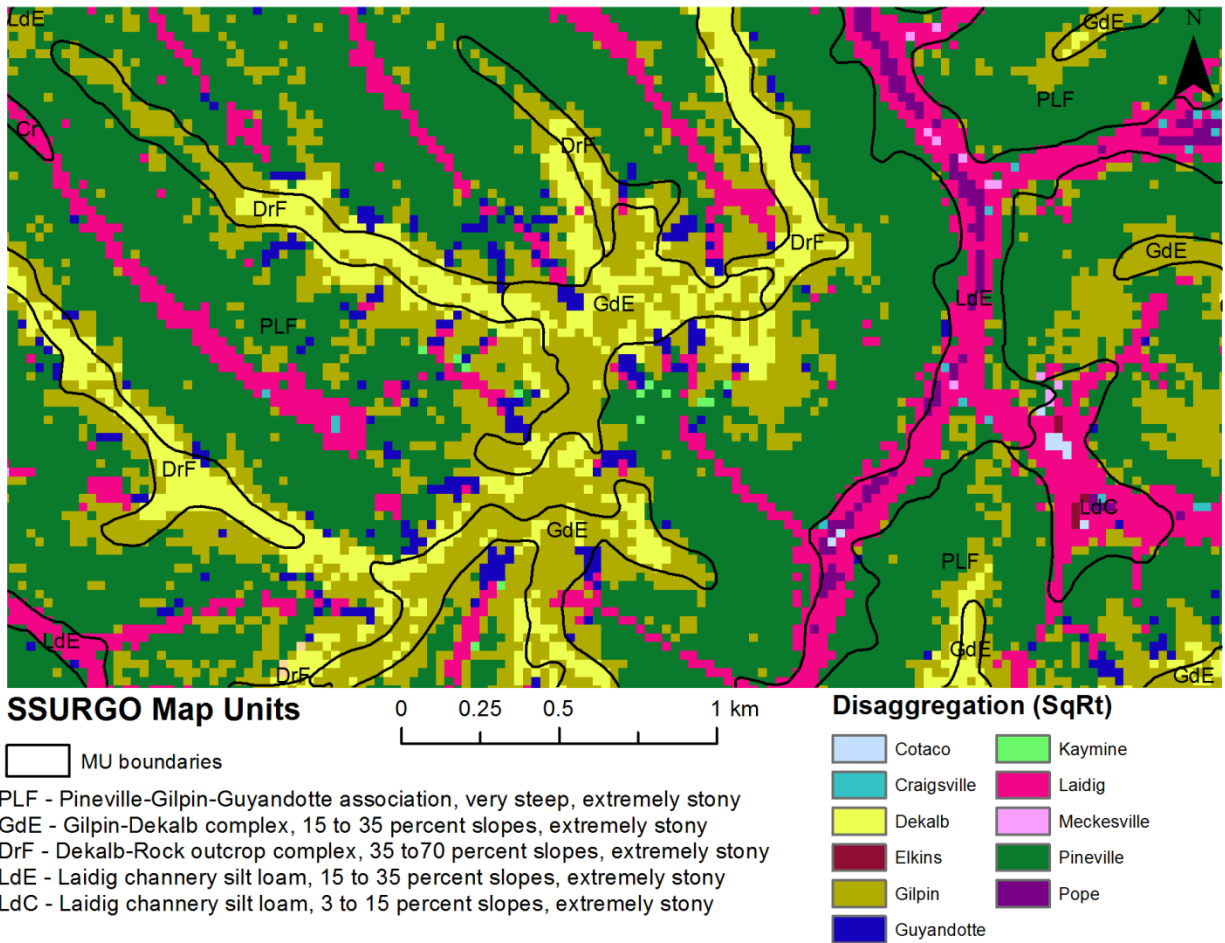 LdE
GdE
N
PLF
Cr
DrF
DrF
DrF
GdE
LdE
GdE
PLF
DrF
LdC
GdE
PLF
LdE
GdE
GdE
DrF
SSURGO Map Units
0 0.25 0.5 1 km
MU boundaries
PLF - Pineville-Gilpin-Guyandotte association, very steep, extremely stony
GdE - Gilpin-Dekalb complex, 15 to 35 percent slopes, extremely stony
DrF - Dekalb-Rock outcrop complex, 35 to70 percent slopes, extremely stony
LdE - Laidig channery silt loam, 15 to 35 percent slopes, extremely stony
LdC - Laidig channery silt loam, 3 to 15 percent slopes, extremely stony
Disaggregation (SqRt)
Cotaco
Craigsville
Dekalb
Elkins
Gilpin
Guyandotte
Kaymine
Laidig
Meckesville
Pineville
Pope